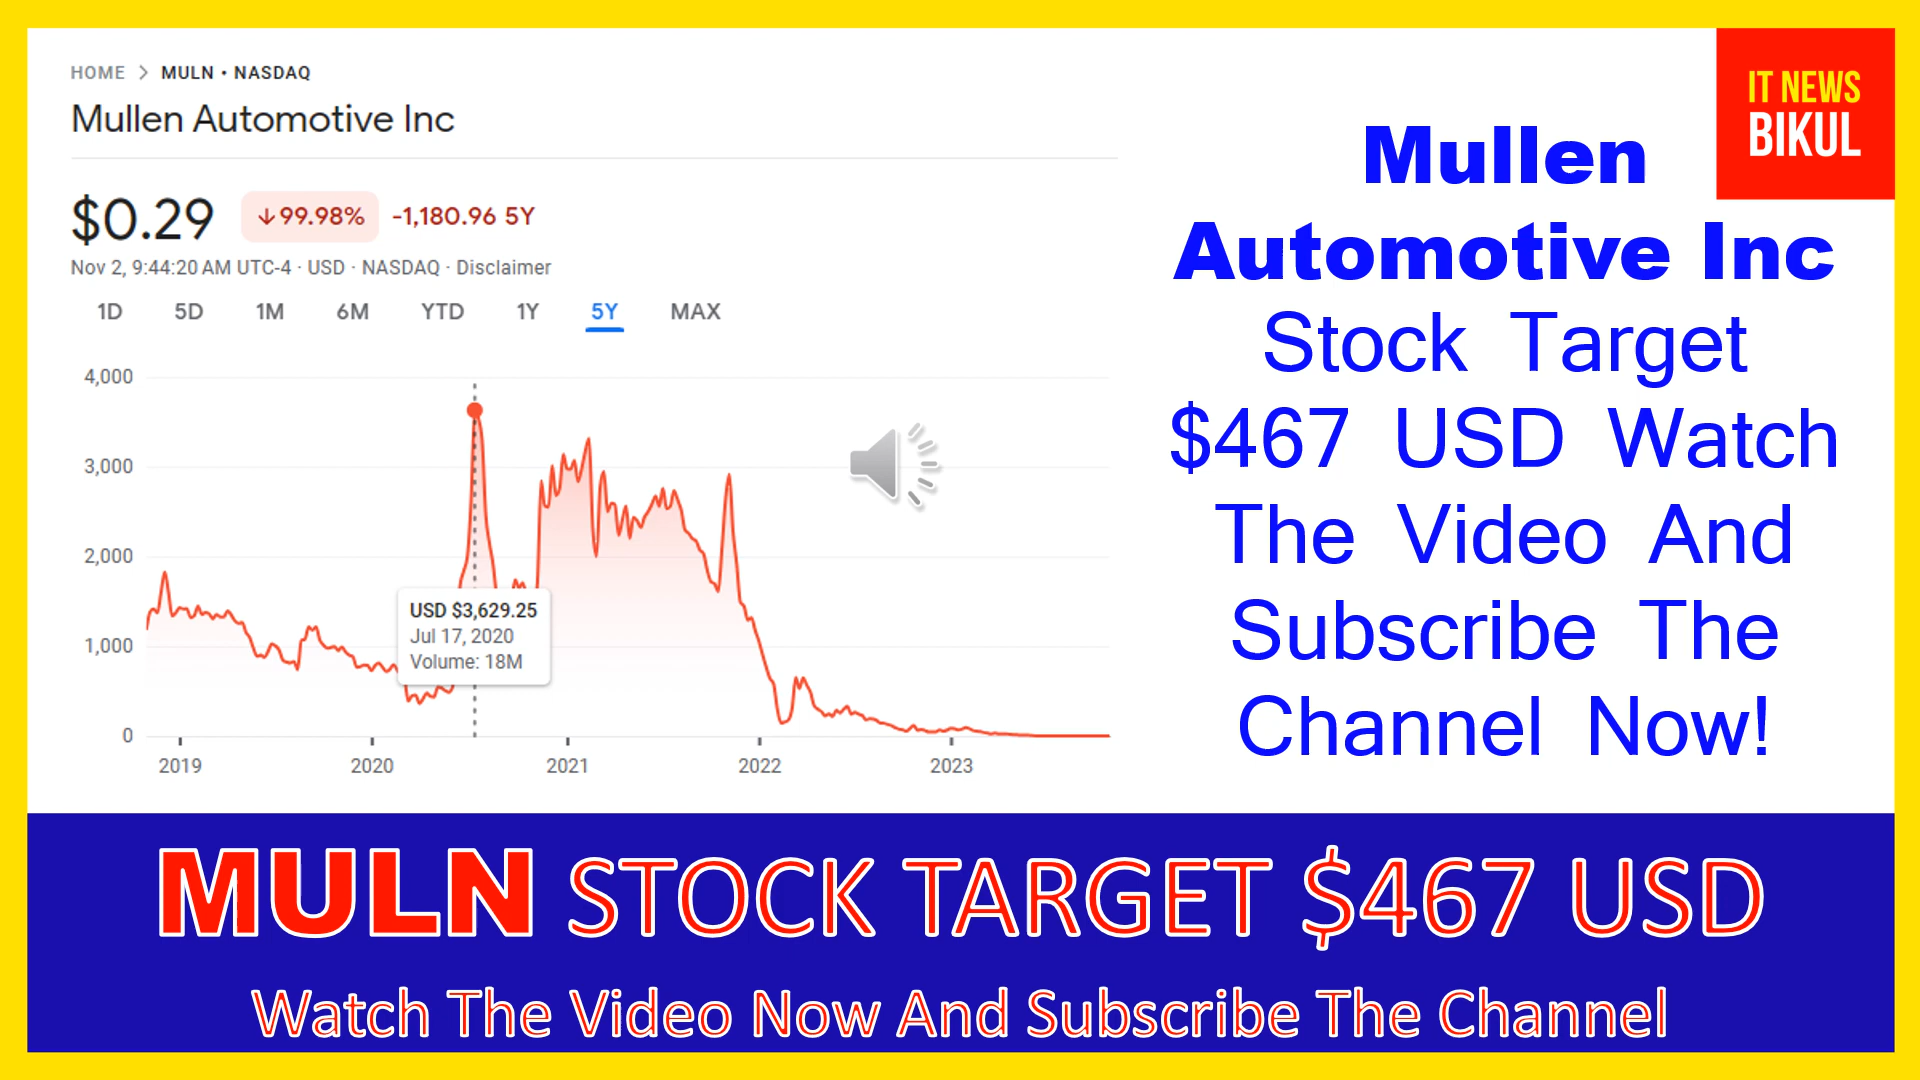 HOME > MULN • NASDAQ
Mullen Automotive Inc
$0.29 ↓99.98% -1,180.96 5Y
Nov 2, 9:44:20 AM UTC-4 · USD · NASDAQ · Disclaimer
1D 5D 1M 6M YTD 1Y 5Y MAX
4,000
3,000
2,000
1,000
0
USD $3,629.25
Jul 17, 2020
Volume: 18M
2019 2020 2021 2022 2023
IT NEWS
BIKUL
Mullen
Automotive Inc
Stock Target
$467 USD Watch
The Video And
Subscribe The
Channel Now!
MULN STOCK TARGET $467 USD
Watch The Video Now And Subscribe The Channel